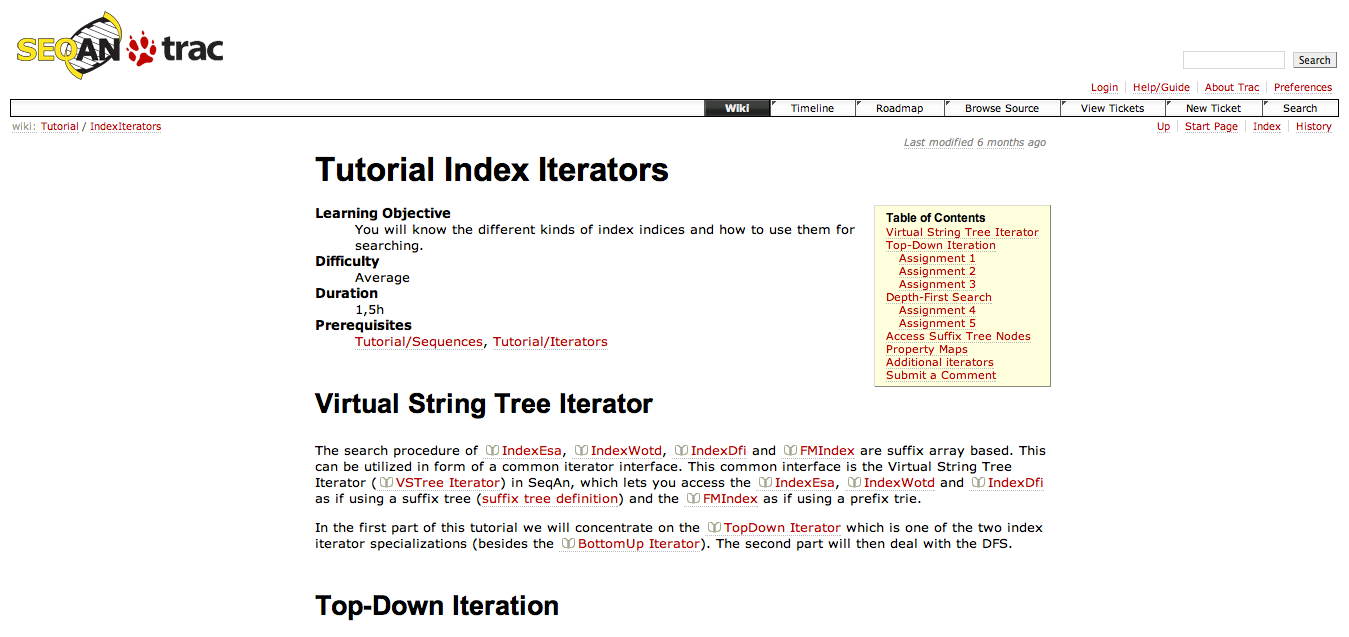 SEQAN trac
Search
Login Help/Guide About Trac Preferences
Wiki Timeline Roadmap Browse Source View Tickets New Ticket Search
wiki: Tutorial / IndexIterators
Up Start Page Index History
Last modified 6 months ago
Tutorial Index Iterators
Learning Objective
You will know the different kinds of index indices and how to use them for
searching.
Difficulty
Average
Duration
1,5h
Prerequisites
Tutorial/Sequences, Tutorial/Iterators
Table of Contents
Virtual String Tree Iterator
Top-Down Iteration
Assignment 1
Assignment 2
Assignment 3
Depth-First Search
Assignment 4
Assignment 5
Access Suffix Tree Nodes
Property Maps
Additional iterators
Submit a Comment
Virtual String Tree Iterator
The search procedure of IndexEsa, IndexWotd, IndexDfi and FMIndex are suffix array based. This
can be utilized in form of a common iterator interface. This common interface is the Virtual String Tree
Iterator ( VSTree Iterator) in SeqAn, which lets you access the IndexEsa, IndexWotd and IndexDfi
as if using a suffix tree (suffix tree definition) and the FMIndex as if using a prefix trie.
In the first part of this tutorial we will concentrate on the TopDown Iterator which is one of the two index
iterator specializations (besides the BottomUp Iterator). The second part will then deal with the DFS.
Top-Down Iteration